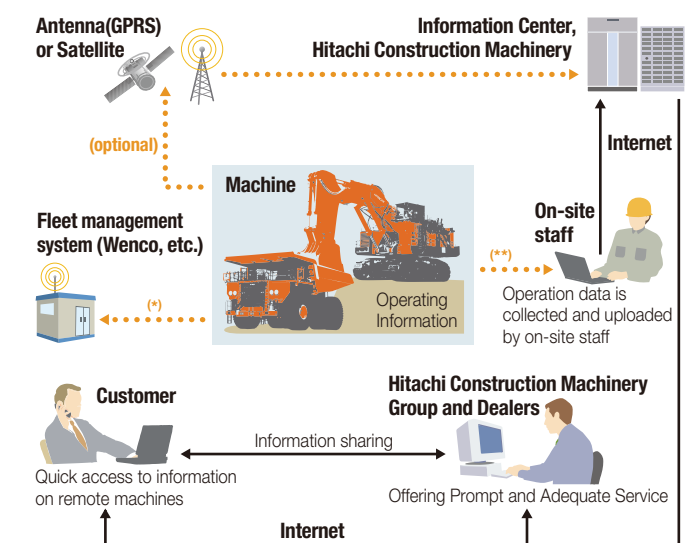 Antenna(GPRS)
or Satellite
Information Center,
Hitachi Construction Machinery
(optional)
Internet
Machine
Fleet management
system (Wenco, etc.)
On-site
staff
(**)
(*)
Operating
Information
Operation data is
collected and uploaded
by on-site staff
Customer
Hitachi Construction Machinery
Group and Dealers
Information sharing
Quick access to information
on remote machines
Offering Prompt and Adequate Service
Internet